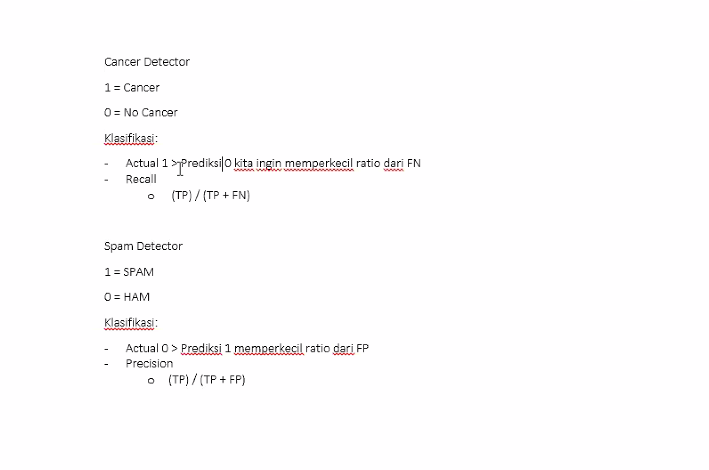 Cancer Detector
1 = Cancer
0 = No Cancer
Klasifikasi:
- Actual 1 > Prediksi 0 kita ingin memperkecil ratio dari FN
- Recall
o (TP) / (TP + FN)
Spam Detector
1 = SPAM
0 = HAM
Klasifikasi:
- Actual 0 > Prediksi 1 memperkecil ratio dari FP
- Precision
o (TP) / (TP + FP)